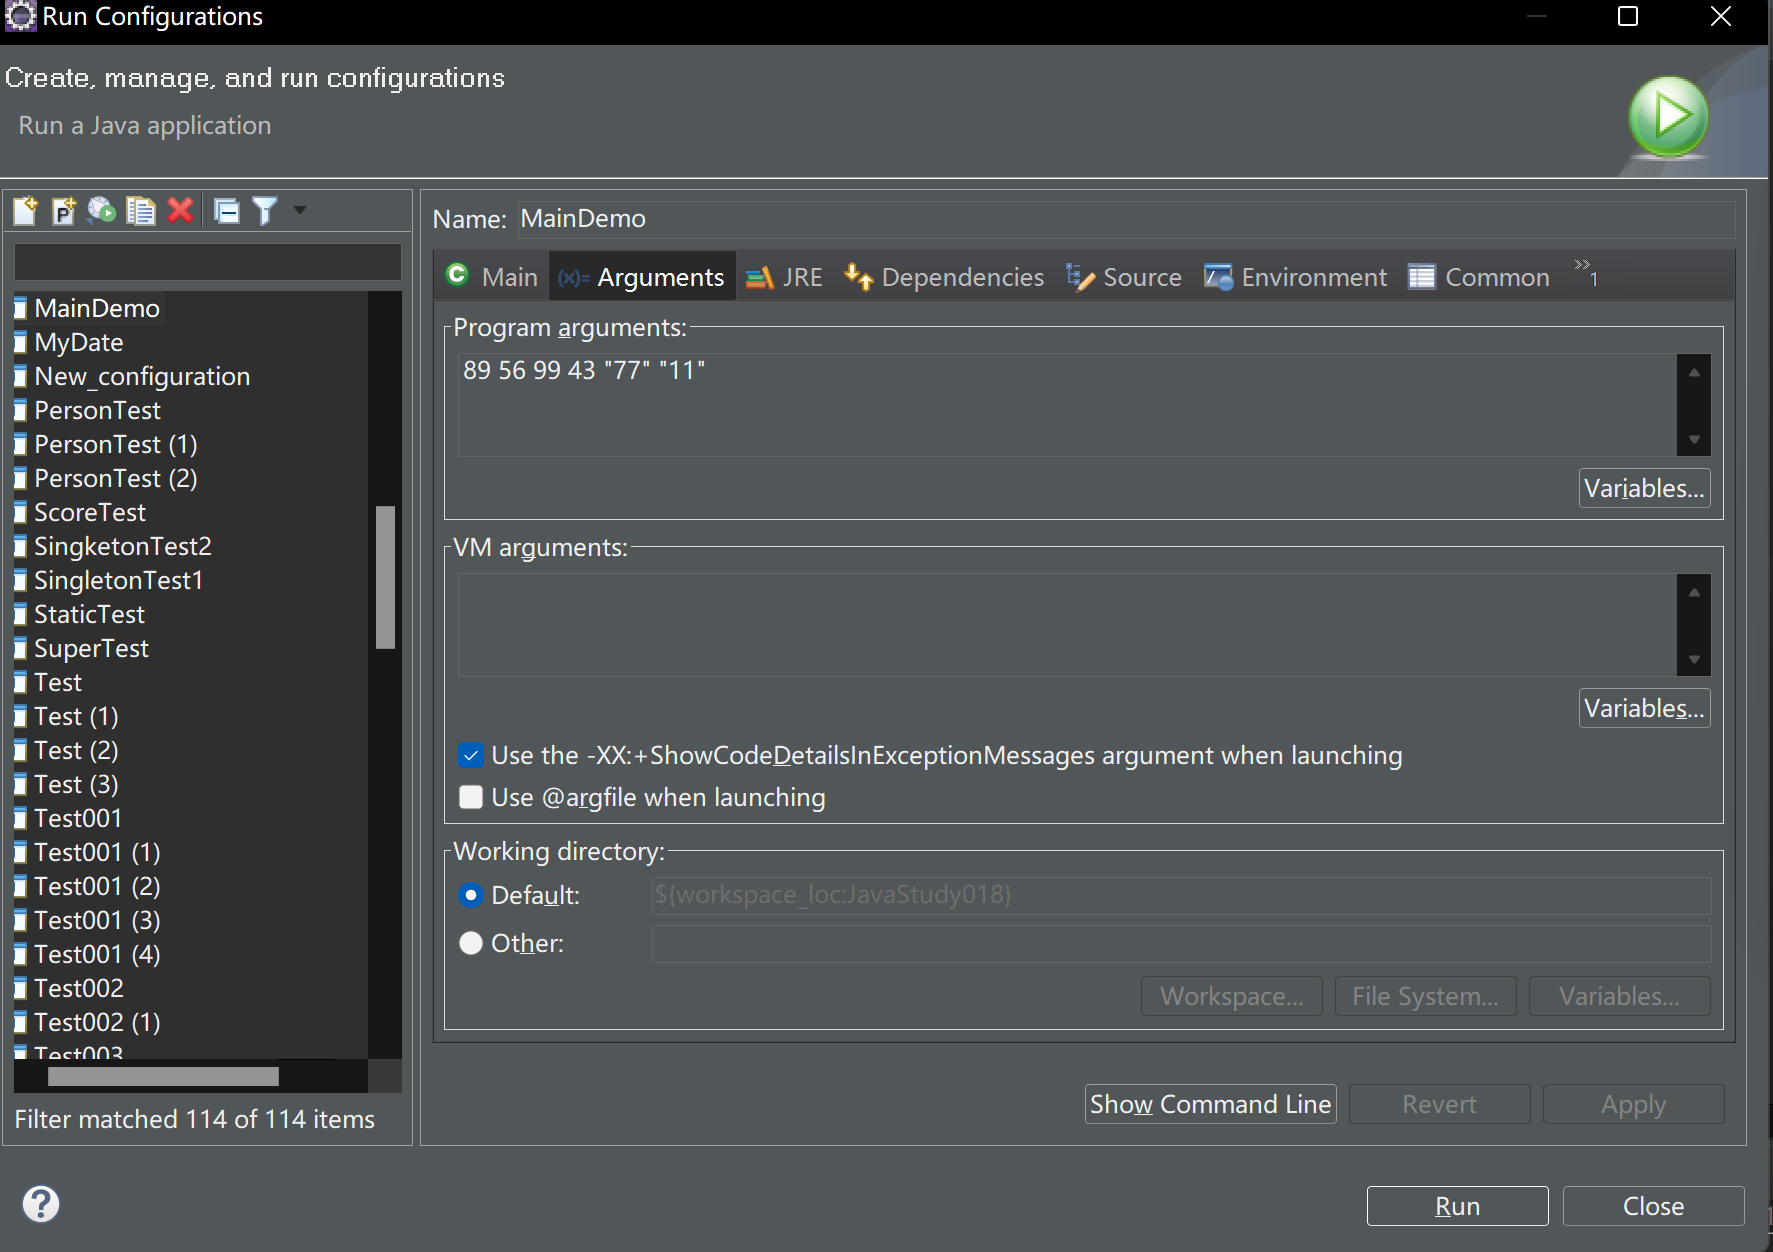 Run Configurations
Create, manage, and run configurations
Run a Java application
Name: MainDemo
Main (x)= Arguments JRE Dependencies Source Environment Common »1
MainDemo
MyDate
New_configuration
PersonTest
PersonTest (1)
PersonTest (2)
ScoreTest
SingketonTest2
SingletonTest1
StaticTest
SuperTest
Test
Test (1)
Test (2)
Test (3)
Test001
Test001 (1)
Test001 (2)
Test001 (3)
Test001 (4)
Test002
Test002 (1)
Test003
Filter matched 114 of 114 items
Program arguments:
89 56 99 43 "77" "11"
Variables...
VM arguments:
Variables...
Use the -XX:+ShowCodeDetailsInExceptionMessages argument when launching
Use @argfile when launching
Working directory:
Default: ${workspace_loc:JavaStudy018}
Other:
Workspace... File System... Variables...
Show Command Line Revert Apply
Run Close